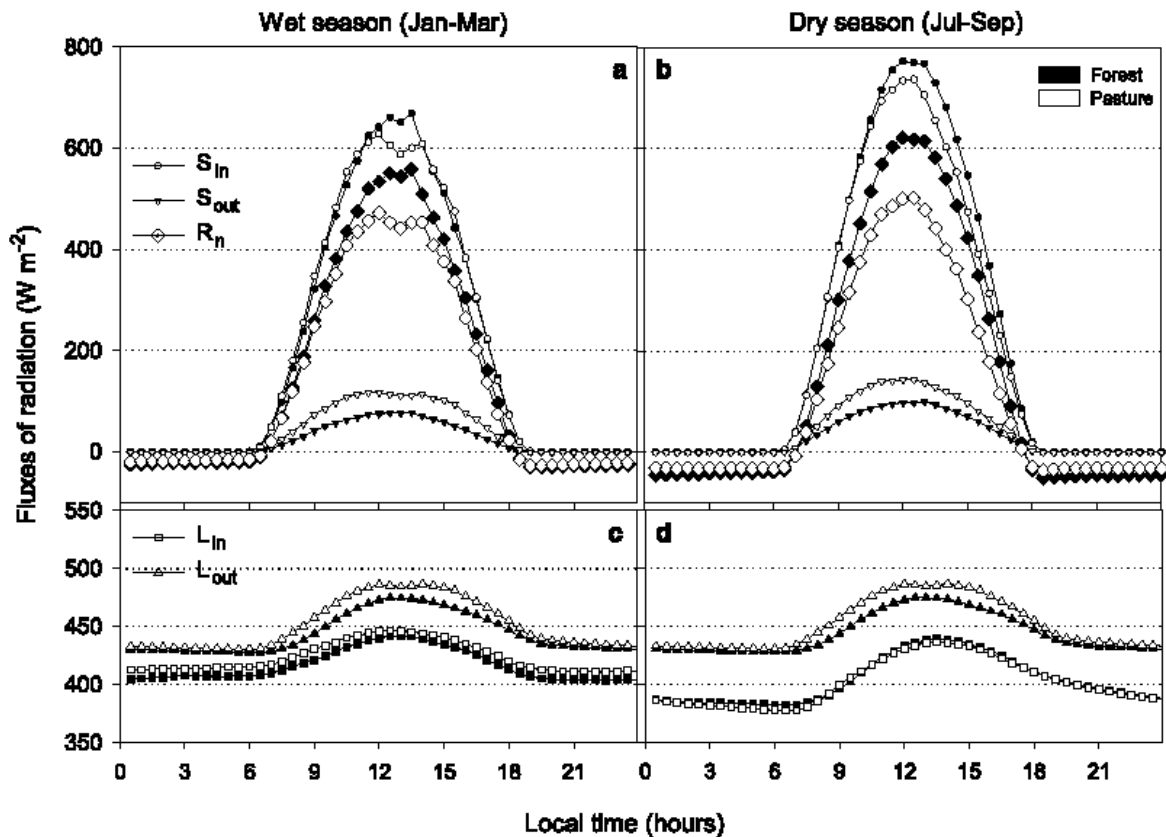 Wet season (Jan-Mar)
Dry season (Jul-Sep)
800
600
400
200
0
a
b
Forest
Pasture
S_in
S_out
R_n
Fluxes of radiation (W m⁻²)
550
500
450
400
350
c
d
L_in
L_out
0 3 6 9 12 15 18 21
0 3 6 9 12 15 18 21
Local time (hours)